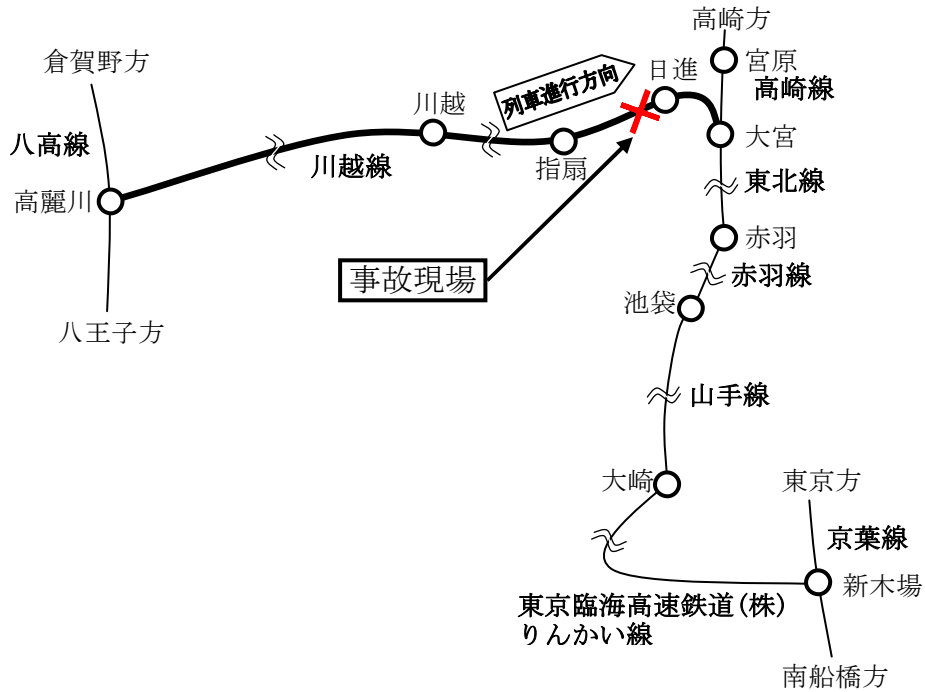 高崎方
倉賀野方
日進
宮原
列車進行方向
高崎線
川越
八高線
大宮
川越線
指扇
東北線
高麗川
赤羽
事故現場
赤羽線
池袋
八王子方
山手線
大崎
東京方
京葉線
新木場
東京臨海高速鉄道(株)
りんかい線
南船橋方